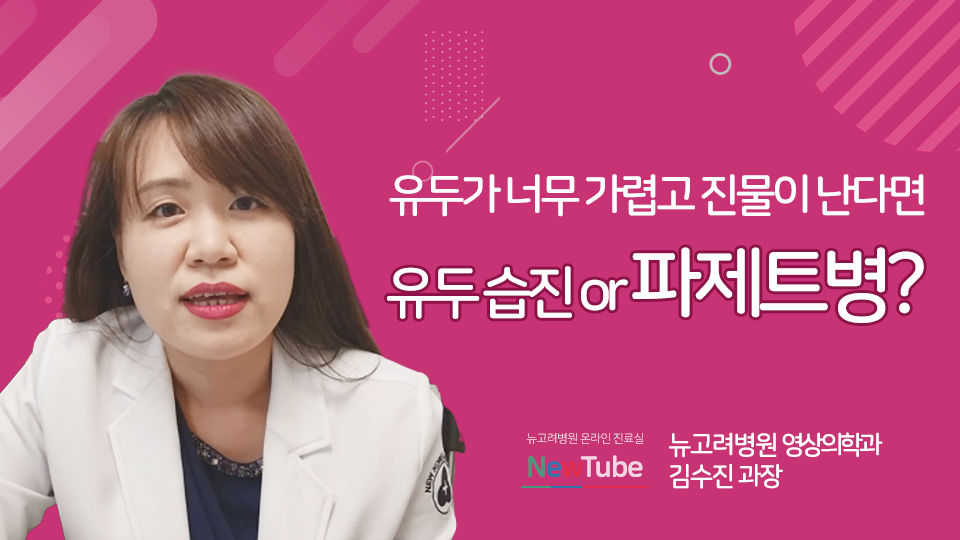 유두가 너무 가렵고 진물이 난다면
유두 습진 or 파제트병?
뉴고려병원 온라인 진료실
NewTube
뉴고려병원 영상의학과
김수진 과장